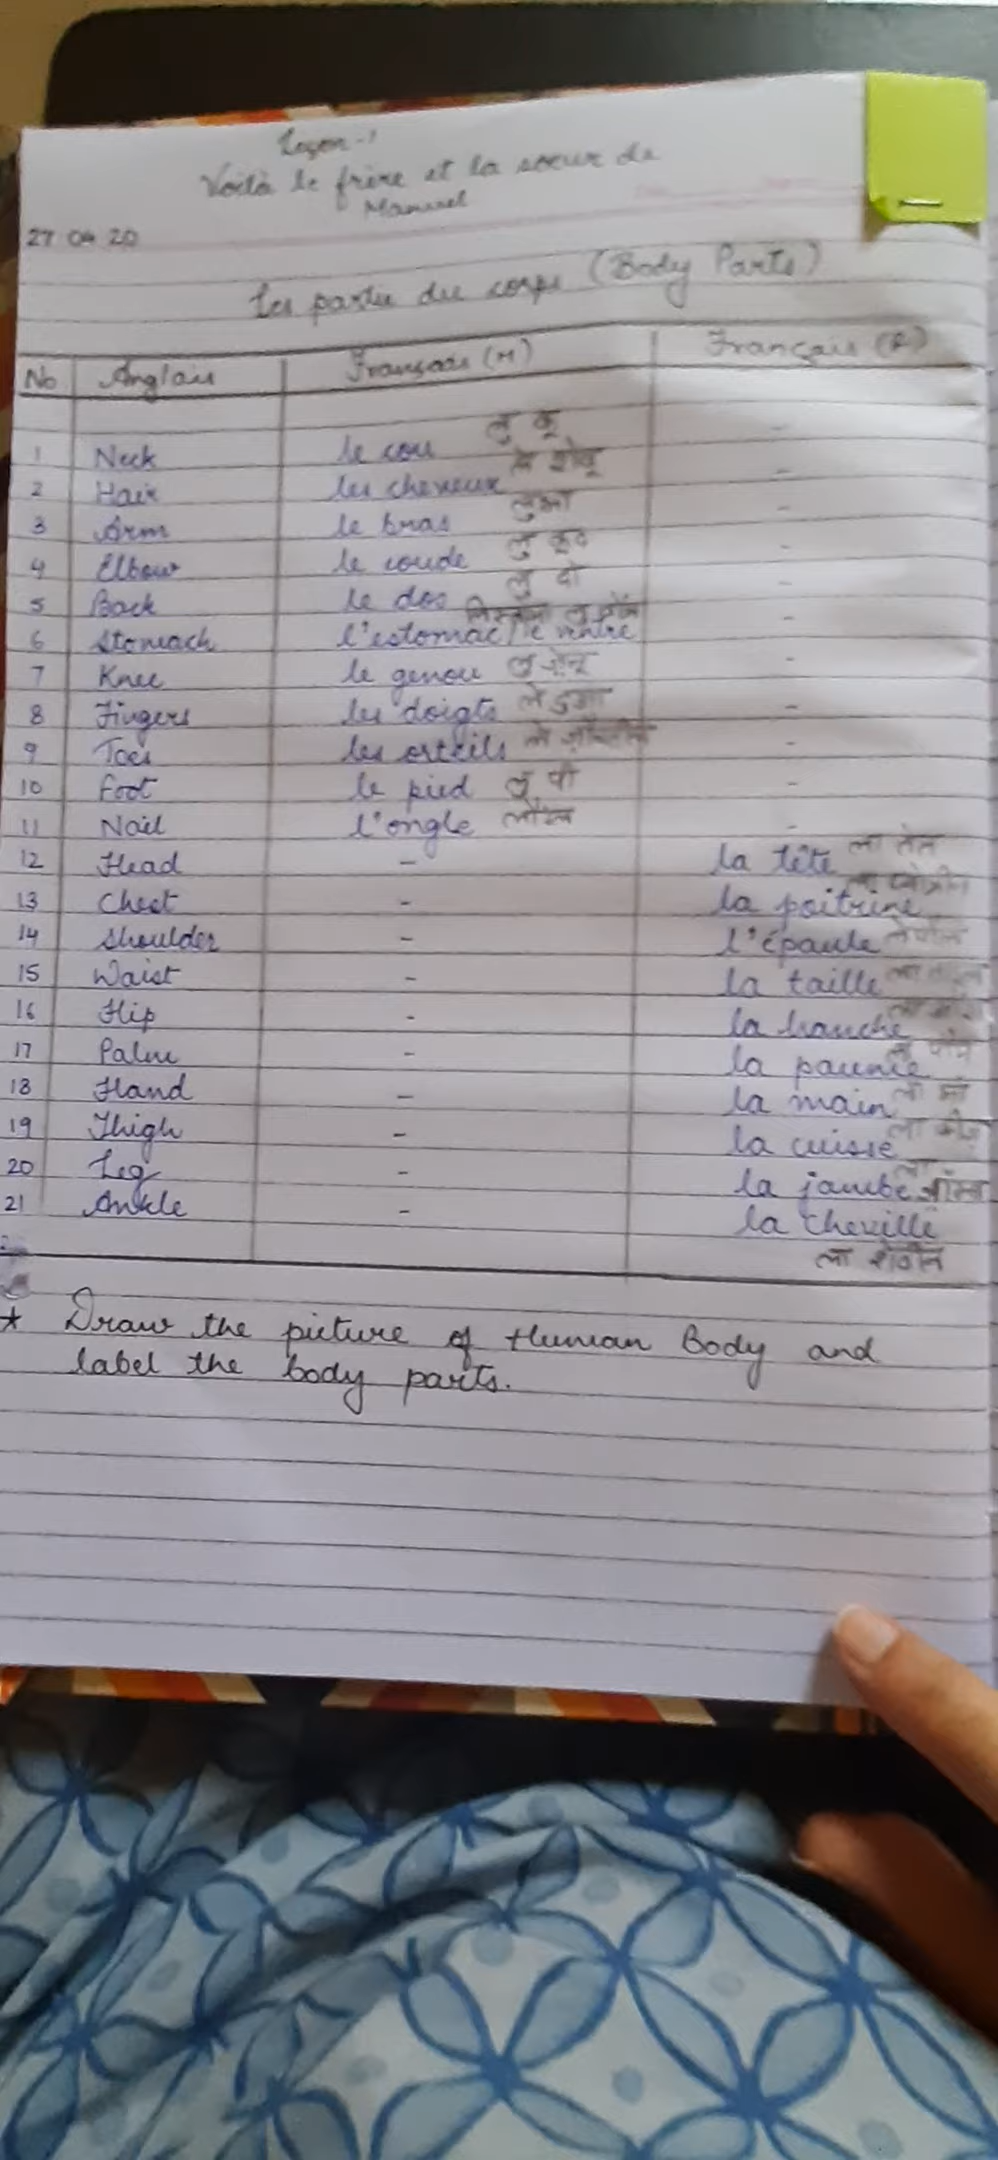 Leçon-1
Voilà le frère et la soeur de
Manuel
27 04 20
Les partie du corps (Body Parts)
No Anglais Français (M) Français (F)
लु कू
1 Neck le cou -
ले शेवू
2 Hair les cheveux -
3 Arm le bras -
लु कूद
4 Elbow le coude -
लु दो
5 Back le dos -
6 Stomach l'estomac/le ventre
लु ज़ेनू
7 Knee le genou -
8 Fingers les doigts -
9 Toes les orteils -
लु पी
10 Foot le pied -
11 Nail l'ongle -
ला तेत
12 Head - la tête
13 Chest - la poitrine
14 Shoulder - l'épaule
15 Waist - la taille
16 Hip - la hanche
17 Palm - la paume
18 Hand - la main
19 Thigh - la cuisse
ला
20 Leg - la jambe
21 Ankle - la cheville
* Draw the picture of Human Body and
label the body parts.